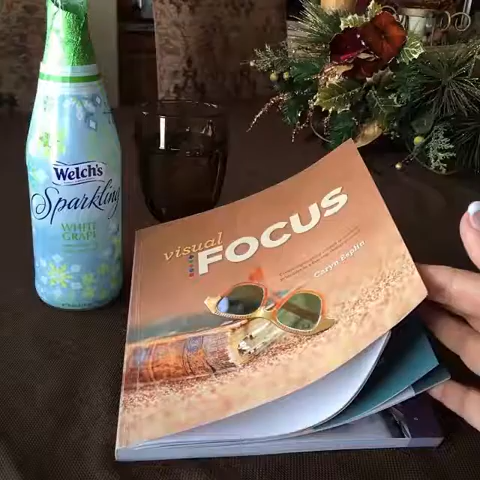 Welch's
Sparkling
WHITE
GRAPE
visual
FOCUS
Caryn Esplin